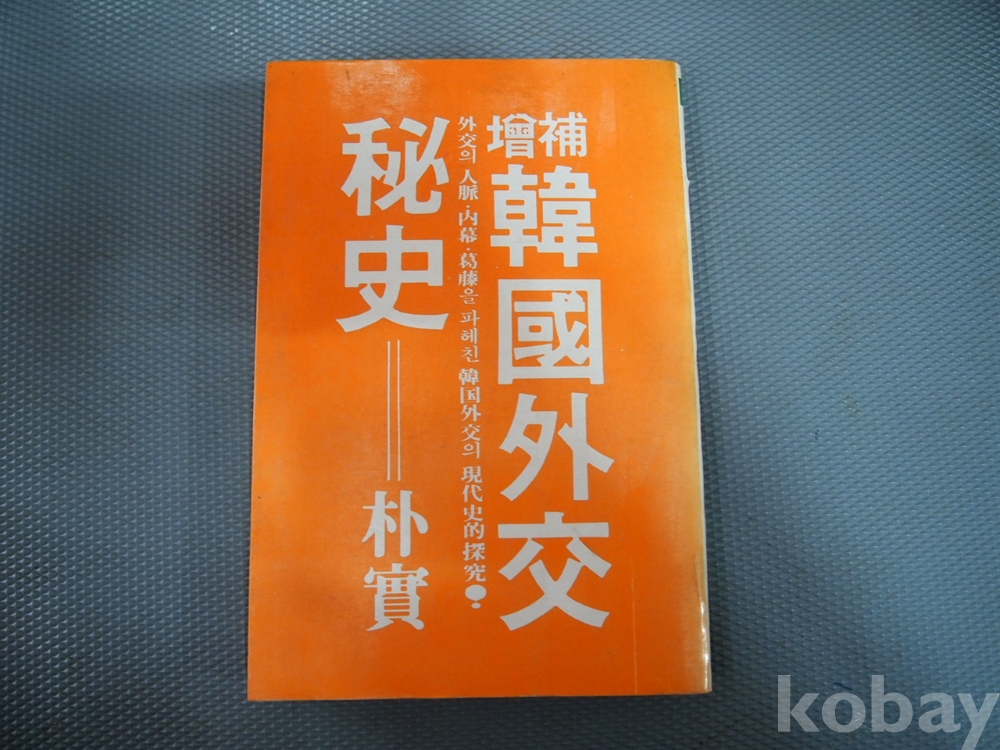 增補
韓國外交
外交의 人脈·內幕·葛藤을 파헤친 韓国外交의 現代史的 探究!
秘史
朴實
kobay